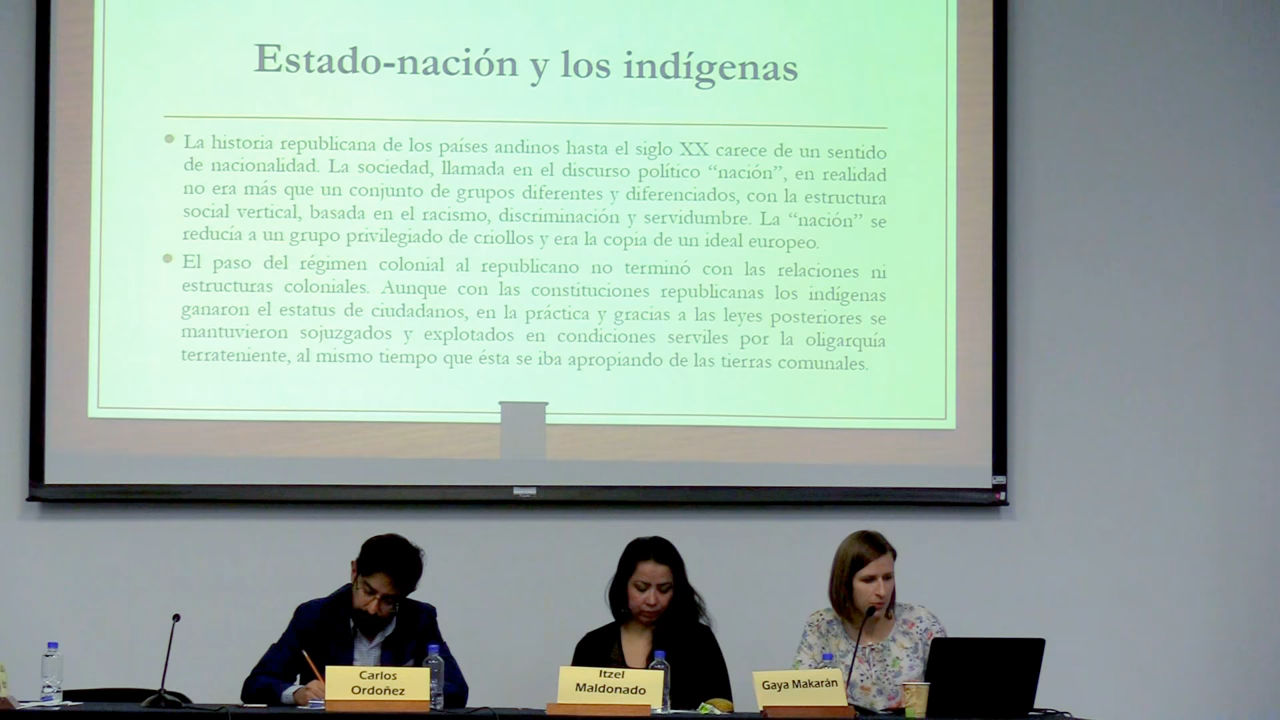 Estado-nación y los indígenas
La historia republicana de los países andinos hasta el siglo XX carece de un sentido
de nacionalidad. La sociedad, llamada en el discurso político “nación”, en realidad
no era más que un conjunto de grupos diferentes y diferenciados, con la estructura
social vertical, basada en el racismo, discriminación y servidumbre. La “nación” se
reducía a un grupo privilegiado de criollos y era la copia de un ideal europeo.
El paso del régimen colonial al republicano no terminó con las relaciones ni
estructuras coloniales. Aunque con las constituciones republicanas los indígenas
ganaron el estatus de ciudadanos, en la práctica y gracias a las leyes posteriores se
mantuvieron sojuzgados y explotados en condiciones serviles por la oligarquía
terrateniente, al mismo tiempo que ésta se iba apropiando de las tierras comunales.
Carlos
Ordoñez
Itzel
Maldonado
Gaya Makarán